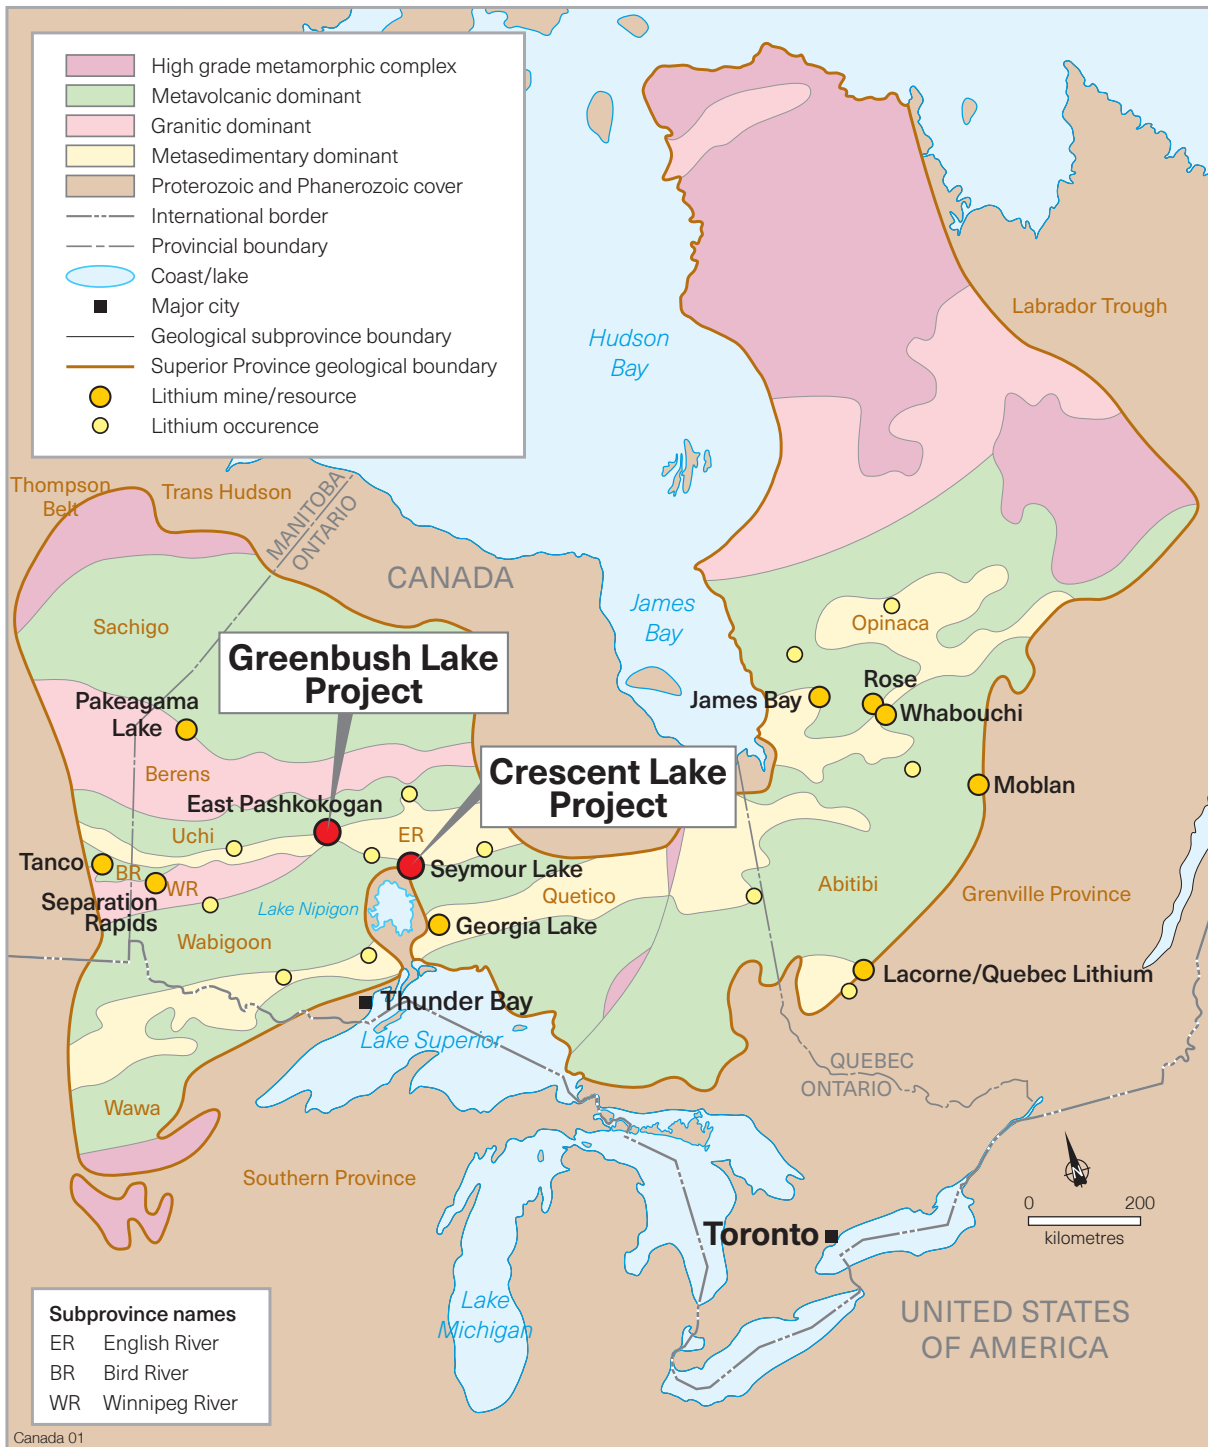 High grade metamorphic complex
Metavolcanic dominant
Granitic dominant
Metasedimentary dominant
Proterozoic and Phanerozoic cover
International border
Provincial boundary
Coast/lake
Major city
Geological subprovince boundary
Superior Province geological boundary
Lithium mine/resource
Lithium occurence
Labrador Trough
Hudson
Bay
Thompson
Belt
Trans Hudson
MANITOBA
ONTARIO
CANADA
James
Bay
Sachigo
Opinaca
Greenbush Lake
Project
Rose
James Bay
Whabouchi
Pakeagama
Lake
Berens
Crescent Lake
Project
Moblan
East Pashkokogan
Uchi
ER
Tanco
BR
WR
Seymour Lake
Separation
Rapids
Quetico
Abitibi
Grenville Province
Lake Nipigon
Georgia Lake
Wabigoon
Lacorne/Quebec Lithium
Thunder Bay
Lake Superior
QUEBEC
ONTARIO
Wawa
Southern Province
N
0 200
kilometres
Toronto
Lake
Michigan
UNITED STATES
OF AMERICA
Subprovince names
ER English River
BR Bird River
WR Winnipeg River
Canada 01